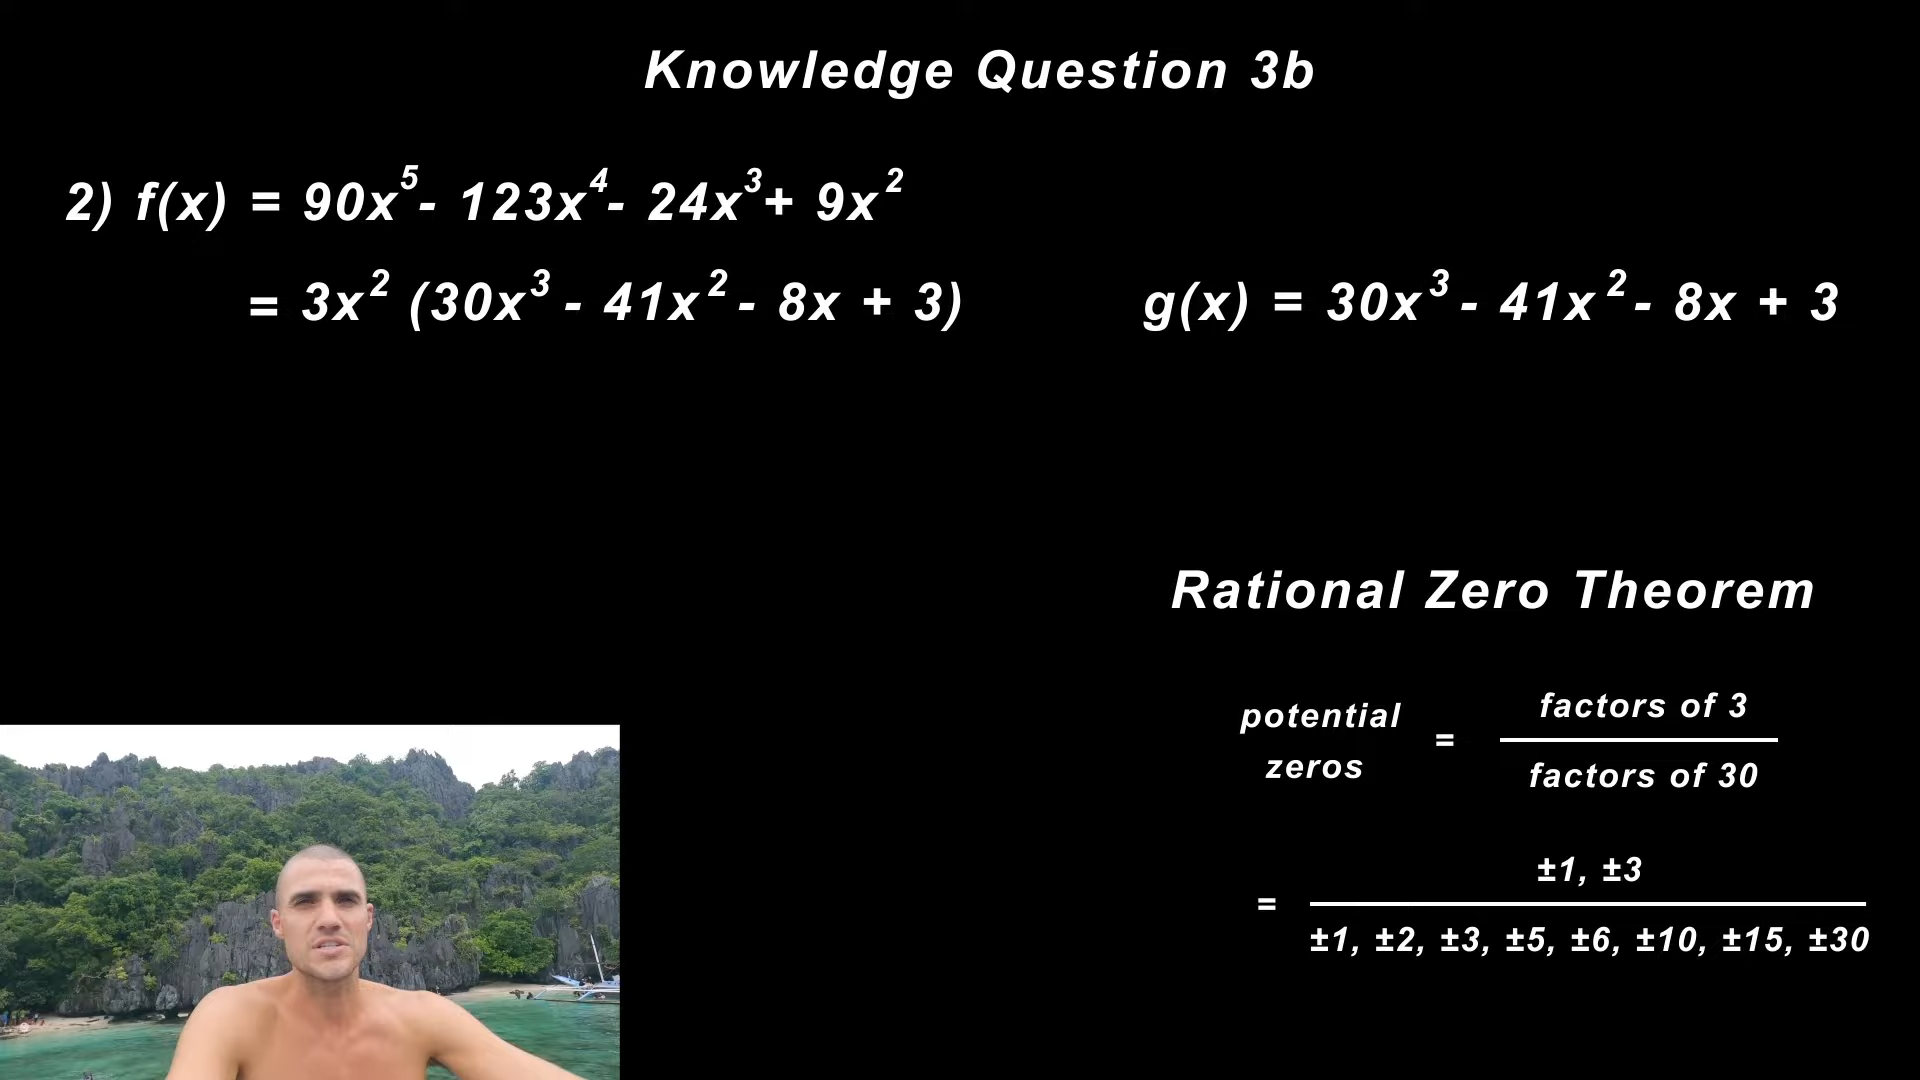 Knowledge Question 3b
2) f(x) = 90x⁵ - 123x⁴ - 24x³ + 9x²
= 3x² (30x³ - 41x² - 8x + 3)
g(x) = 30x³ - 41x² - 8x + 3
Rational Zero Theorem
potential zeros = factors of 3 / factors of 30
= ±1, ±3 / ±1, ±2, ±3, ±5, ±6, ±10, ±15, ±30